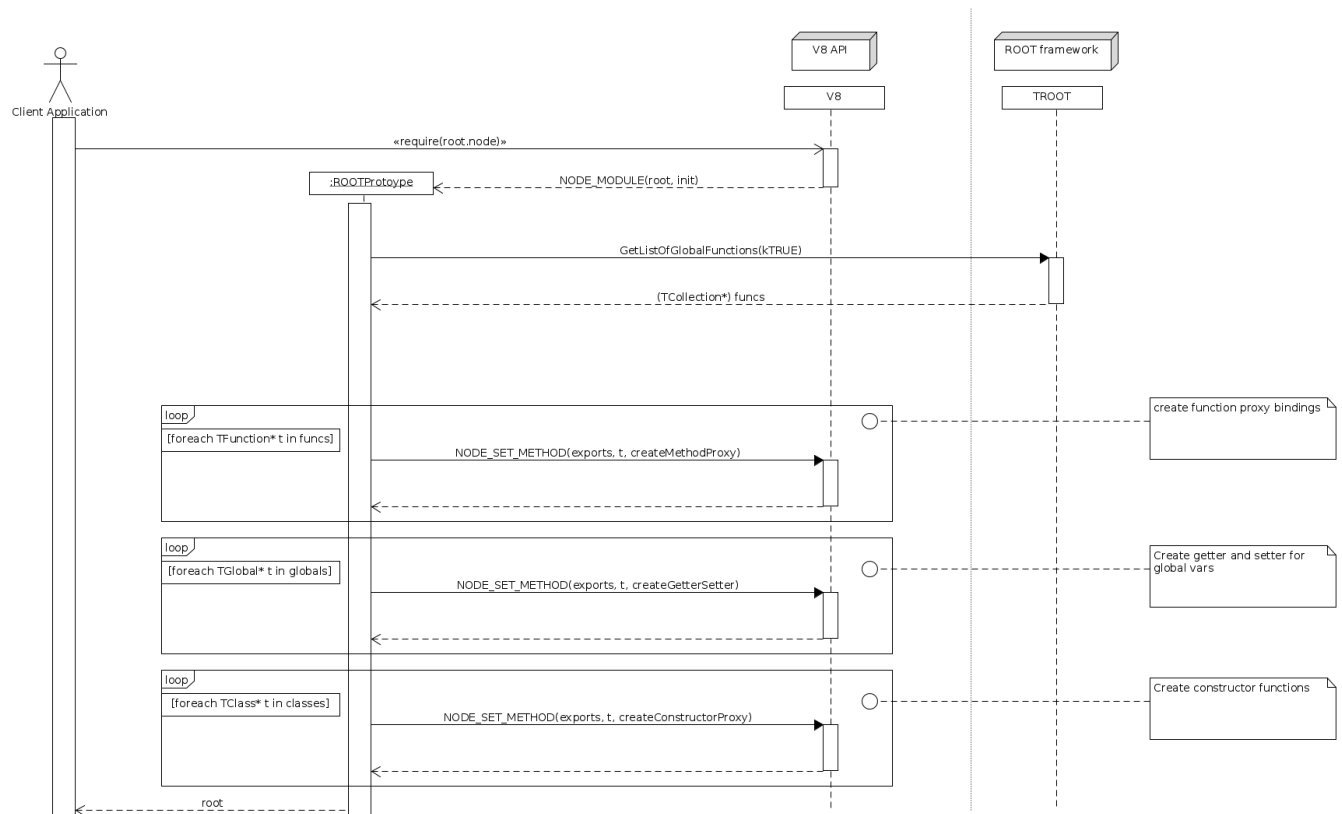 V8 API
ROOT framework
V8
TROOT
Client Application
«require(root.node)»
:ROOTProtoype
NODE_MODULE(root, init)
GetListOfGlobalFunctions(kTRUE)
(TCollection*) funcs
loop
create function proxy bindings
[foreach TFunction* t in funcs]
NODE_SET_METHOD(exports, t, createMethodProxy)
loop
Create getter and setter for
global vars
[foreach TGlobal* t in globals]
NODE_SET_METHOD(exports, t, createGetterSetter)
loop
Create constructor functions
[foreach TClass* t in classes]
NODE_SET_METHOD(exports, t, createConstructorProxy)
root